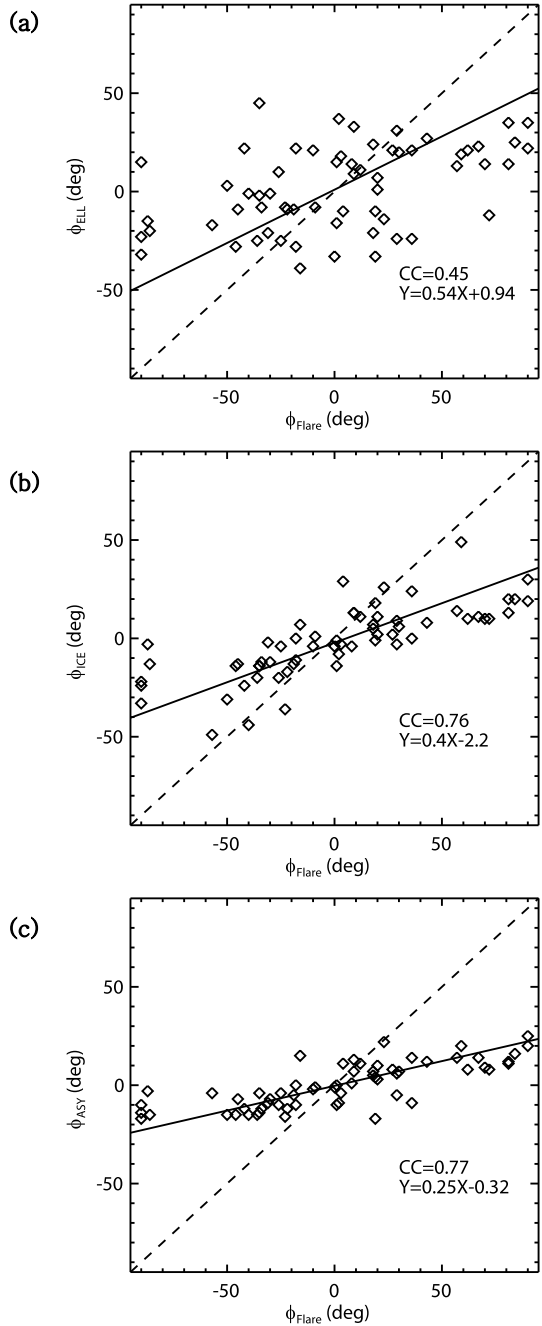 (a)
50
0
-50
ϕELL (deg)
CC=0.45
Y=0.54X+0.94
-50 0 50
ϕFlare (deg)
(b)
50
0
-50
ϕICE (deg)
CC=0.76
Y=0.4X-2.2
-50 0 50
ϕFlare (deg)
(c)
50
0
-50
ϕASY (deg)
CC=0.77
Y=0.25X-0.32
-50 0 50
ϕFlare (deg)